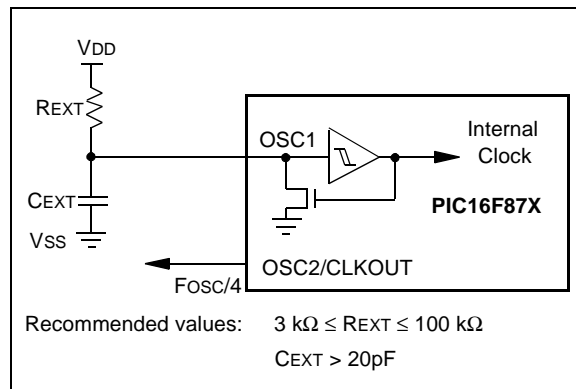 VDD
REXT
OSC1
Internal
Clock
CEXT
PIC16F87X
VSS
OSC2/CLKOUT
FOSC/4
Recommended values: 3 kΩ ≤ REXT ≤ 100 kΩ
CEXT > 20pF